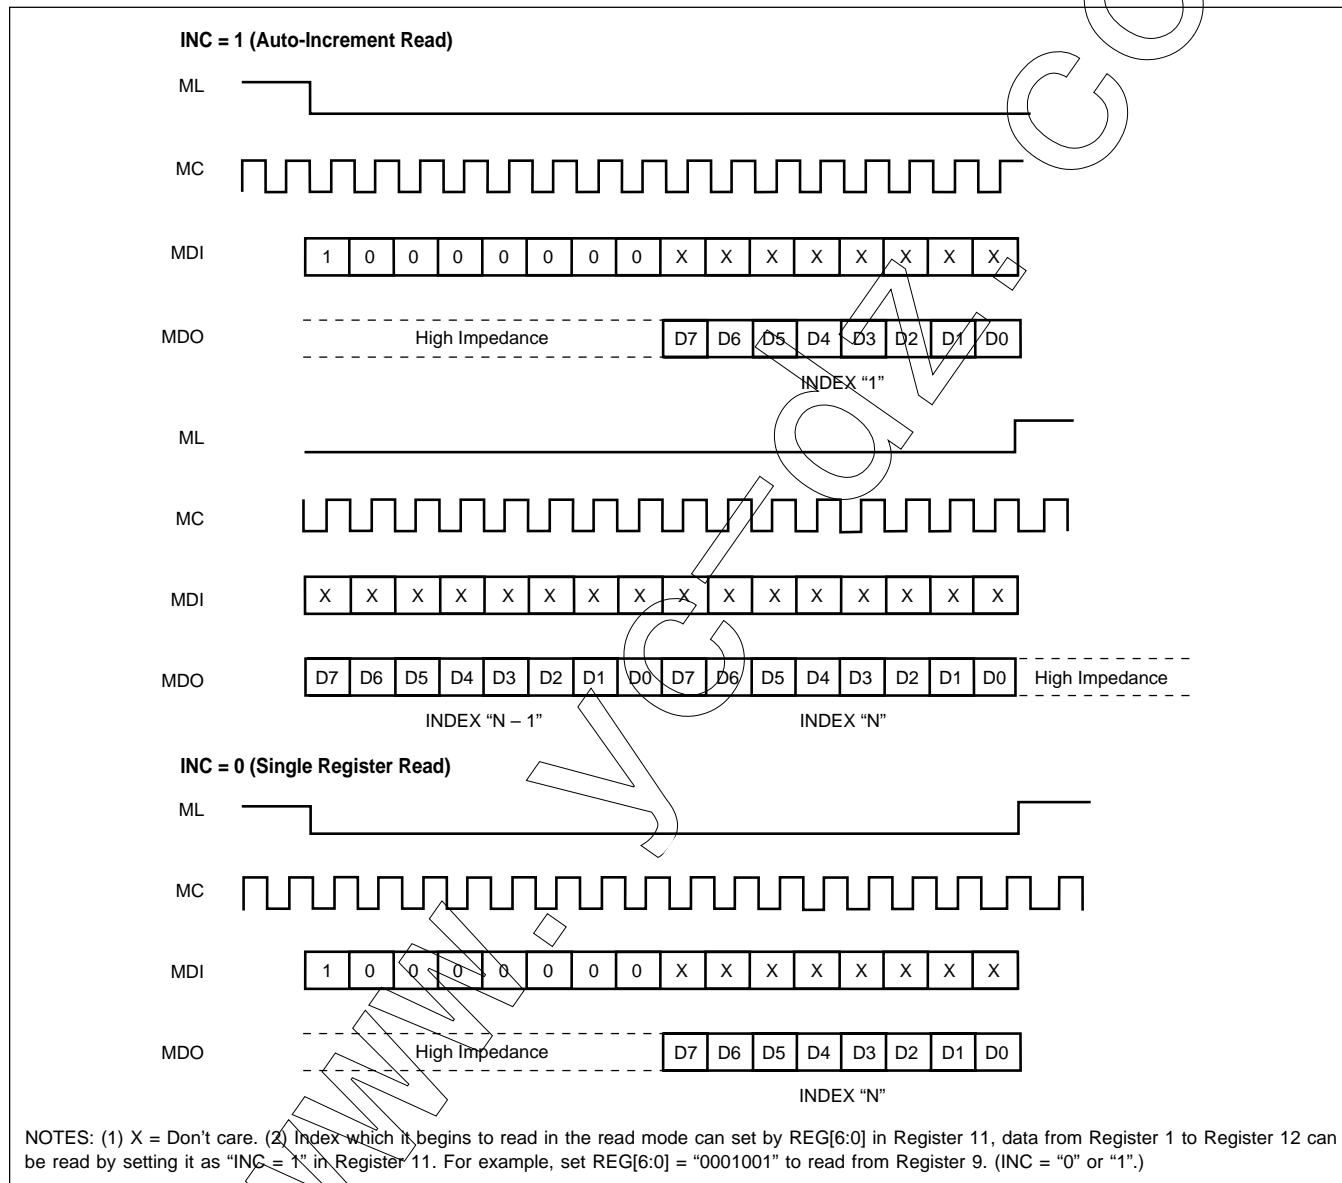 INC = 1 (Auto-Increment Read)
ML
MC
MDI 1 0 0 0 0 0 0 0 X X X X X X X X
MDO High Impedance D7 D6 D5 D4 D3 D2 D1 D0
INDEX “1”
ML
MC
MDI X X X X X X X X X X X X X X X X
MDO D7 D6 D5 D4 D3 D2 D1 D0 D7 D6 D5 D4 D3 D2 D1 D0 High Impedance
INDEX “N – 1” INDEX “N”
INC = 0 (Single Register Read)
ML
MC
MDI 1 0 0 0 0 0 0 0 X X X X X X X X
MDO High Impedance D7 D6 D5 D4 D3 D2 D1 D0
INDEX “N”
NOTES: (1) X = Don’t care. (2) Index which it begins to read in the read mode can set by REG[6:0] in Register 11, data from Register 1 to Register 12 can
be read by setting it as “INC = 1” in Register 11. For example, set REG[6:0] = “0001001” to read from Register 9. (INC = “0” or “1”.)
www.yci-dz.co